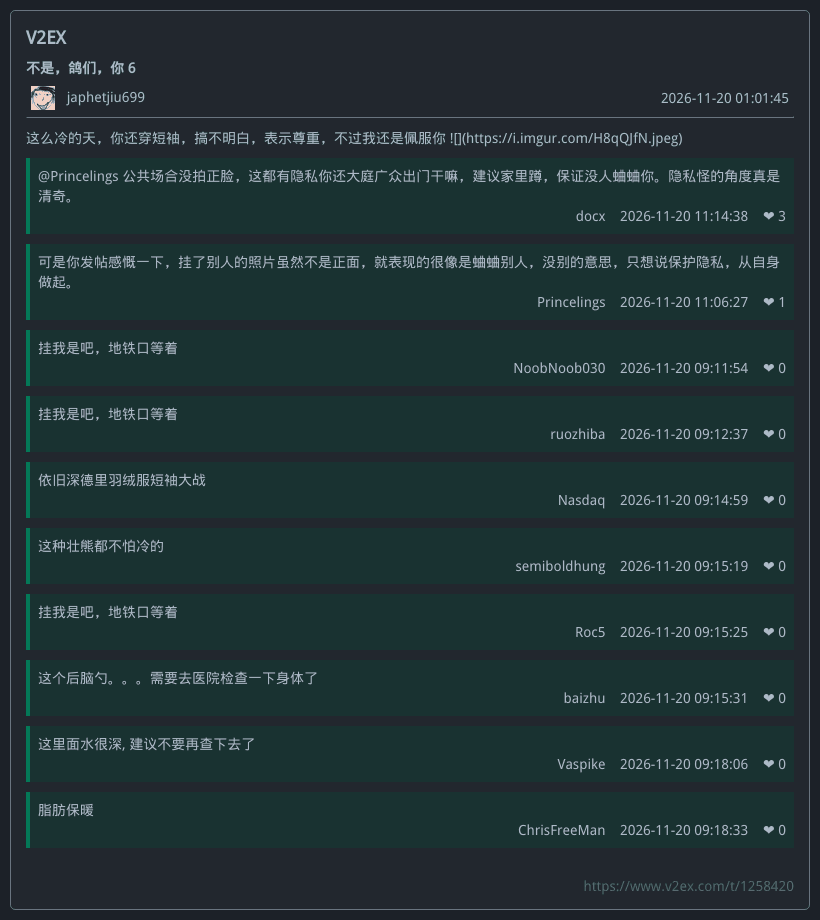 V2EX
不是，鸽们，你 6
japhetjiu699 2026-11-20 01:01:45
这么冷的天，你还穿短袖，搞不明白，表示尊重，不过我还是佩服你 ![](https://i.imgur.com/H8qQJfN.jpeg)
@Princelings 公共场合没拍正脸，这都有隐私你还大庭广众出门干嘛，建议家里蹲，保证没人蛐蛐你。隐私怪的角度真是
清奇。
docx 2026-11-20 11:14:38 ❤ 3
可是你发帖感慨一下，挂了别人的照片虽然不是正面，就表现的很像是蛐蛐别人，没别的意思，只想说保护隐私，从自身
做起。
Princelings 2026-11-20 11:06:27 ❤ 1
挂我是吧，地铁口等着
NoobNoob030 2026-11-20 09:11:54 ❤ 0
挂我是吧，地铁口等着
ruozhiba 2026-11-20 09:12:37 ❤ 0
依旧深德里羽绒服短袖大战
Nasdaq 2026-11-20 09:14:59 ❤ 0
这种壮熊都不怕冷的
semiboldhung 2026-11-20 09:15:19 ❤ 0
挂我是吧，地铁口等着
Roc5 2026-11-20 09:15:25 ❤ 0
这个后脑勺。。。需要去医院检查一下身体了
baizhu 2026-11-20 09:15:31 ❤ 0
这里面水很深, 建议不要再查下去了
Vaspike 2026-11-20 09:18:06 ❤ 0
脂肪保暖
ChrisFreeMan 2026-11-20 09:18:33 ❤ 0
https://www.v2ex.com/t/1258420